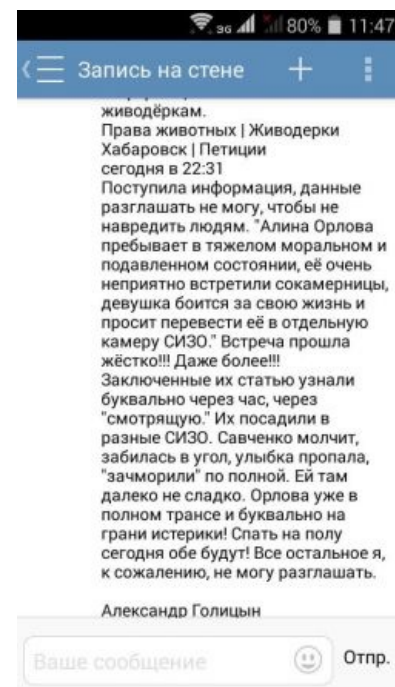 3G 80% 11:47
Запись на стене
живодёркам.
Права животных | Живодерки
Хабаровск | Петиции
сегодня в 22:31
Поступила информация, данные
разглашать не могу, чтобы не
навредить людям. "Алина Орлова
пребывает в тяжелом моральном и
подавленном состоянии, её очень
неприятно встретили сокамерницы,
девушка боится за свою жизнь и
просит перевести её в отдельную
камеру СИЗО." Встреча прошла
жёстко!!! Даже более!!!
Заключенные их статью узнали
буквально через час, через
"смотрящую." Их посадили в
разные СИЗО. Савченко молчит,
забилась в угол, улыбка пропала,
"зачморили" по полной. Ей там
далеко не сладко. Орлова уже в
полном трансе и буквально на
грани истерики! Спать на полу
сегодня обе будут! Все остальное я,
к сожалению, не могу разглашать.
Александр Голицын
Ваше сообщение
Отпр.